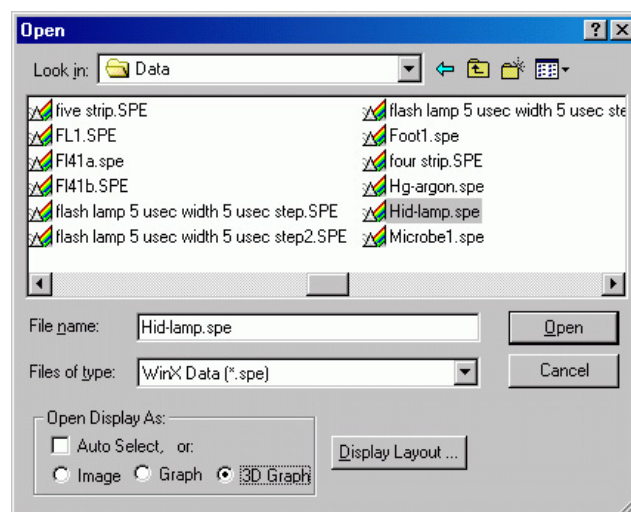 Open
Look in: Data
five strip.SPE
FL1.SPE
Fl41a.spe
Fl41b.SPE
flash lamp 5 usec width 5 usec step.SPE
flash lamp 5 usec width 5 usec step2.SPE
flash lamp 5 usec width 5 usec ste
Foot1.spe
four strip.SPE
Hg-argon.spe
Hid-lamp.spe
Microbe1.spe
File name: Hid-lamp.spe Open
Files of type: WinX Data (*.spe) Cancel
Open Display As:
Auto Select, or:
Image Graph 3D Graph
Display Layout ...